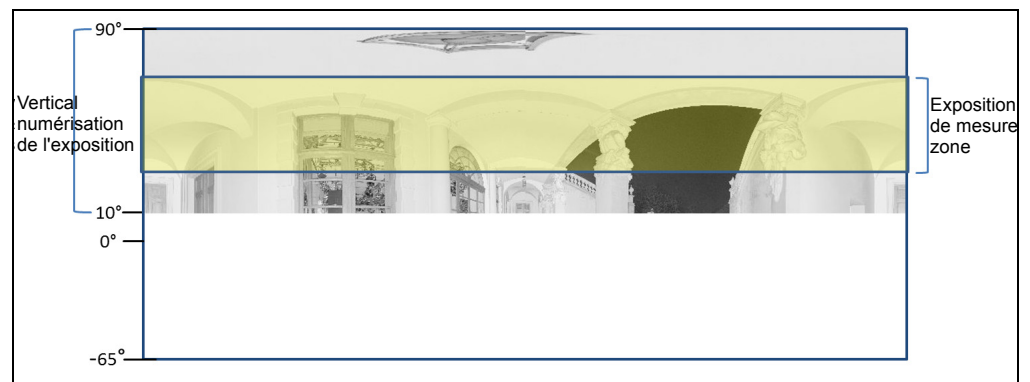 90°
Vertical
numérisation
de l'exposition
Exposition
de mesure
zone
10°
0°
-65°